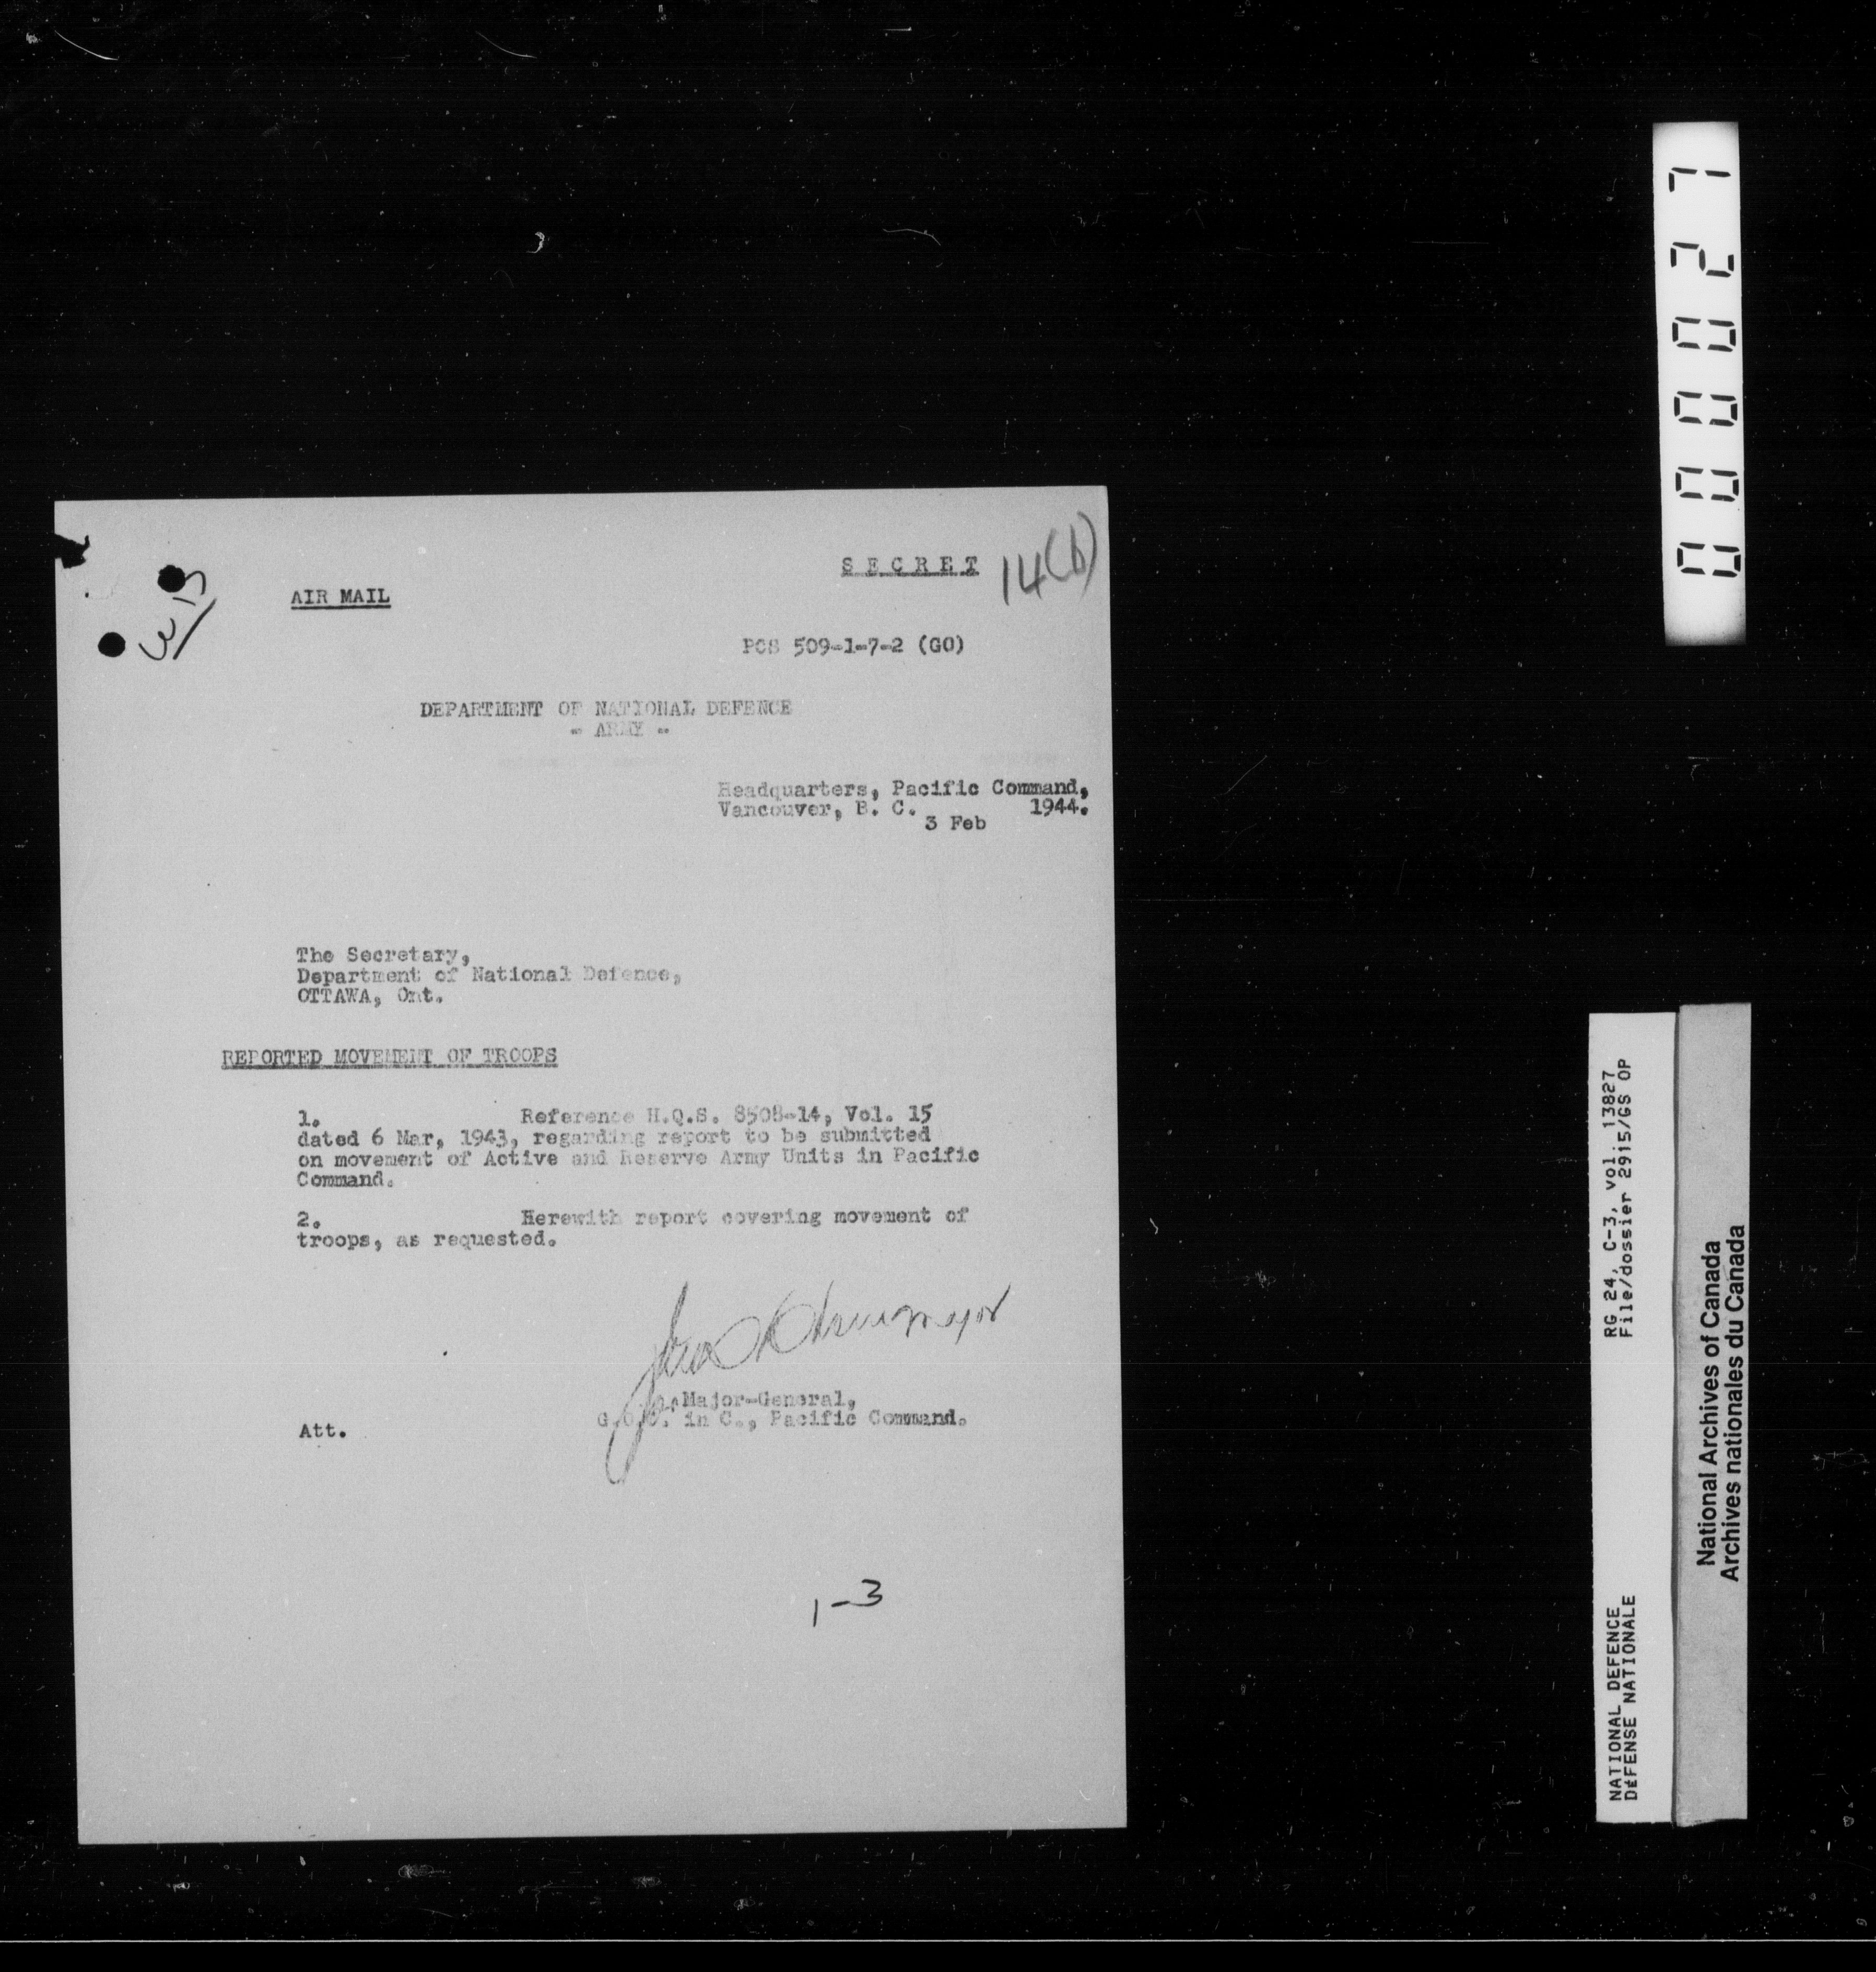 SECRET
14(b)
AIR MAIL
PCS 509-1-7-2 (GO)
DEPARTMENT OF NATIONAL DEFENCE
- ARMY -
Headquarters, Pacific Command,
Vancouver, B. C. 1944.
3 Feb
The Secretary,
Department of National Defence,
OTTAWA, Ont.
REPORTED MOVEMENT OF TROOPS
1. Reference H.Q.S. 8508-14, Vol. 15
dated 6 Mar, 1943, regarding report to be submitted
on movement of Active and Reserve Army Units in Pacific
Command.
2. Herewith report covering movement of
troops, as requested.
Major-General,
G.O.C. in C., Pacific Command.
Att.
1-3
000027
RG 24, C-3, vol. 13827
File/dossier 2915/GS OP
NATIONAL DEFENCE
DÉFENSE NATIONALE
National Archives of Canada
Archives nationales du Canada